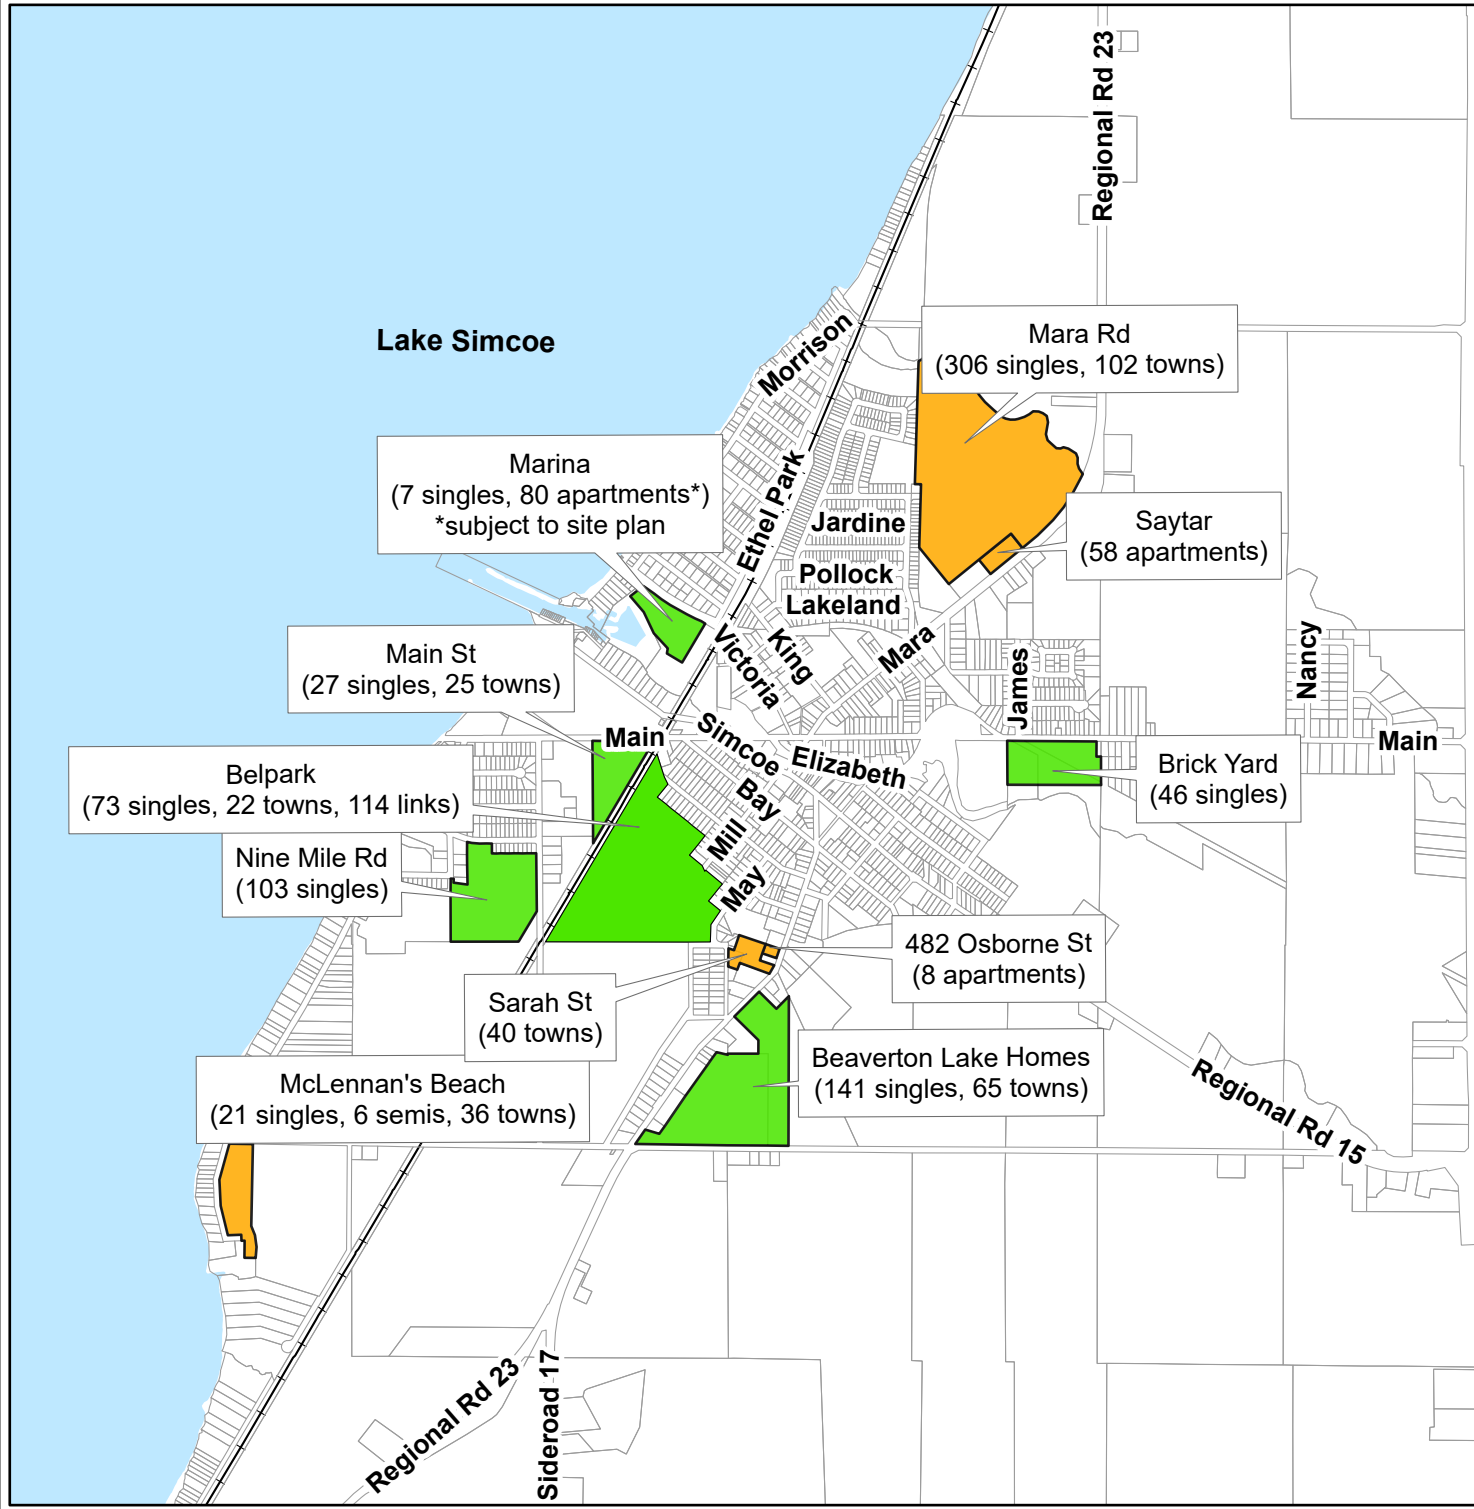 Regional Rd 23
Lake Simcoe
Morrison
Mara Rd
(306 singles, 102 towns)
Marina
(7 singles, 80 apartments*)
*subject to site plan
Ethel Park
Jardine
Saytar
(58 apartments)
Pollock
Lakeland
Victoria
King
Mara
James
Nancy
Main St
(27 singles, 25 towns)
Main
Simcoe
Elizabeth
Main
Belpark
(73 singles, 22 towns, 114 links)
Bay
Brick Yard
(46 singles)
Mill
Nine Mile Rd
(103 singles)
May
482 Osborne St
(8 apartments)
Sarah St
(40 towns)
Beaverton Lake Homes
(141 singles, 65 towns)
McLennan's Beach
(21 singles, 6 semis, 36 towns)
Regional Rd 15
Regional Rd 23
Sideroad 17